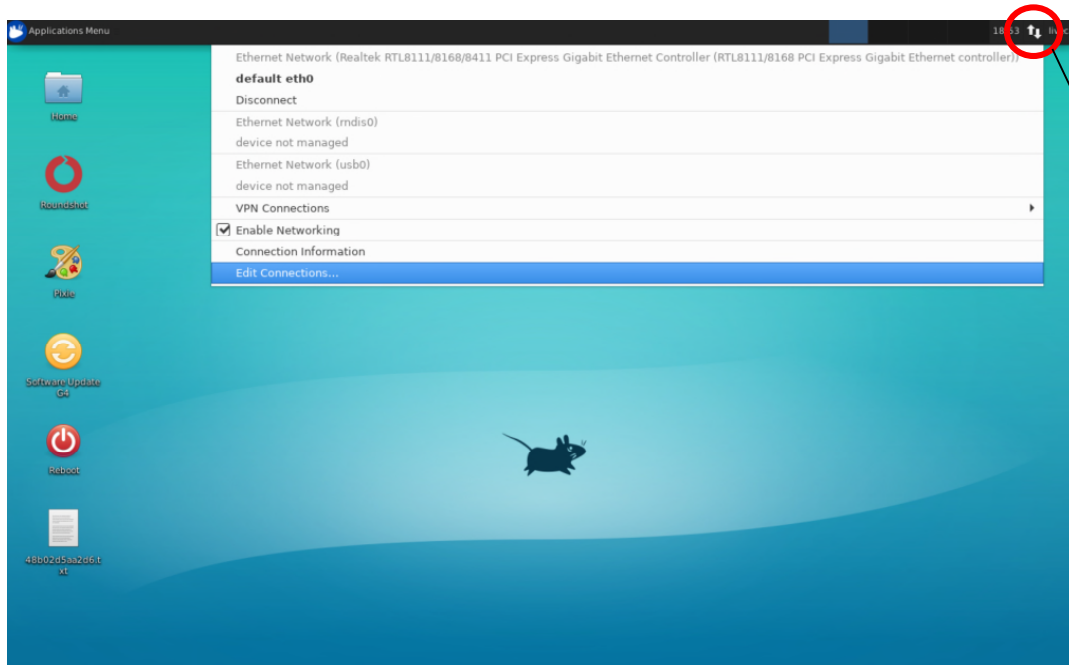 Applications Menu
Ethernet Network (Realtek RTL8111/8168/8411 PCI Express Gigabit Ethernet Controller (RTL8111/8168 PCI Express Gigabit Ethernet controller))
default eth0
Disconnect
Ethernet Network (rndis0)
device not managed
Ethernet Network (usb0)
device not managed
VPN Connections
Enable Networking
Connection Information
Edit Connections...
Home
Roundshot
Pixie
Software Update
G4
Reboot
48b02d5aa2d6.t
xt